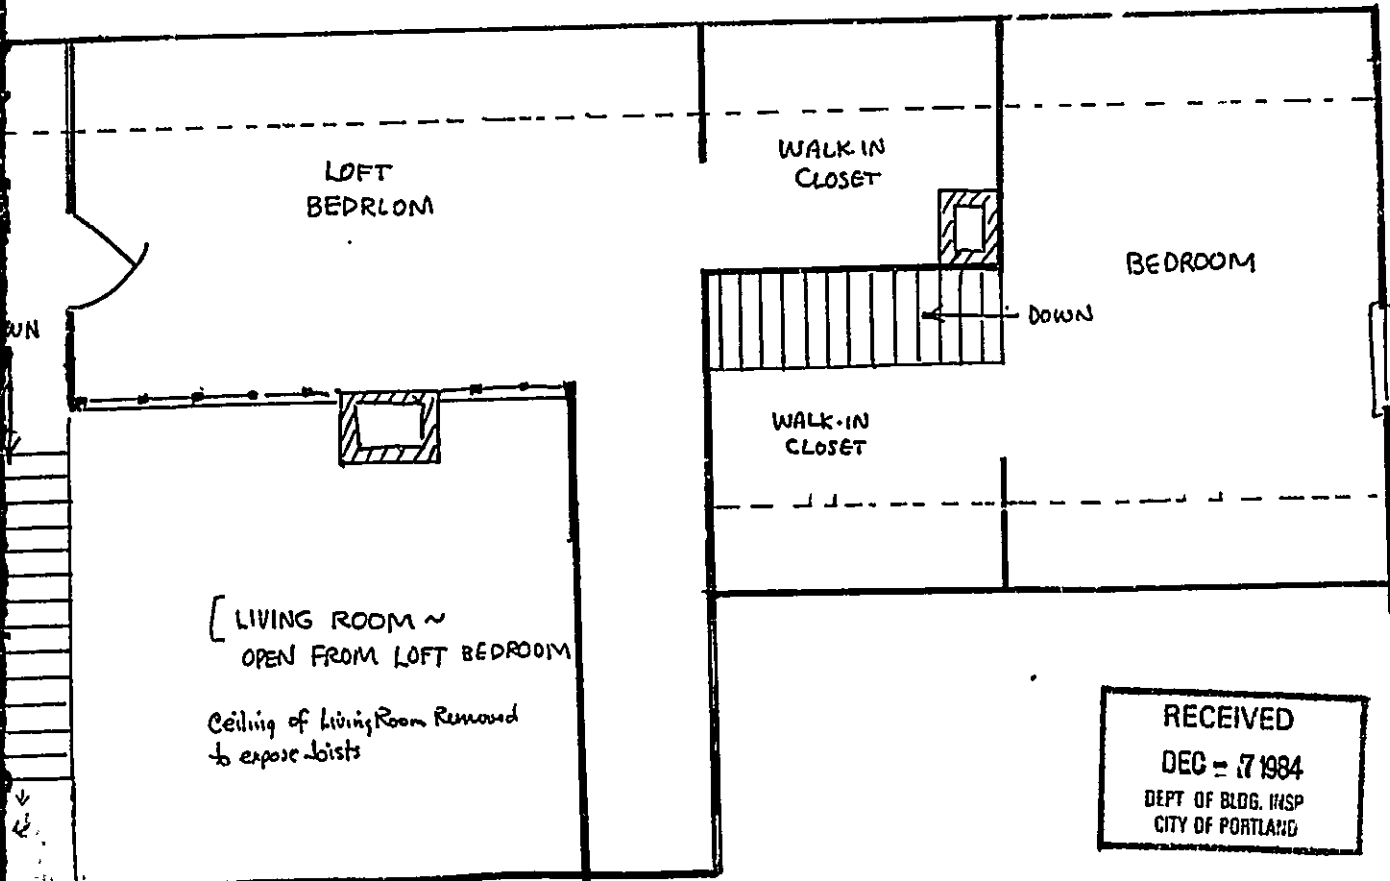 LOFT
BEDRLOM
WALK-IN
CLOSET
BEDROOM
DOWN
WN
WALK-IN
CLOSET
[ LIVING ROOM ~
OPEN FROM LOFT BEDROOM
Ceiling of Living Room Removed
to expose Joists
RECEIVED
DEC - 7 1984
DEPT OF BLDG. INSP
CITY OF PORTLAND